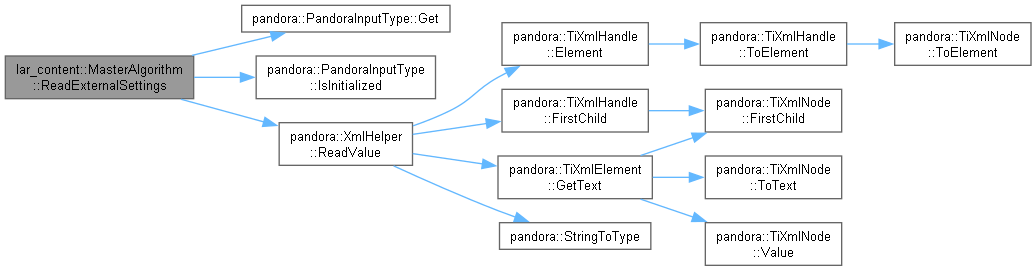 lar_content::MasterAlgorithm
::ReadExternalSettings
pandora::PandoraInputType::Get
pandora::PandoraInputType
::IsInitialized
pandora::XmlHelper
::ReadValue
pandora::TiXmlHandle
::Element
pandora::TiXmlHandle
::FirstChild
pandora::TiXmlElement
::GetText
pandora::StringToType
pandora::TiXmlHandle
::ToElement
pandora::TiXmlNode
::FirstChild
pandora::TiXmlNode
::ToText
pandora::TiXmlNode
::Value
pandora::TiXmlNode
::ToElement